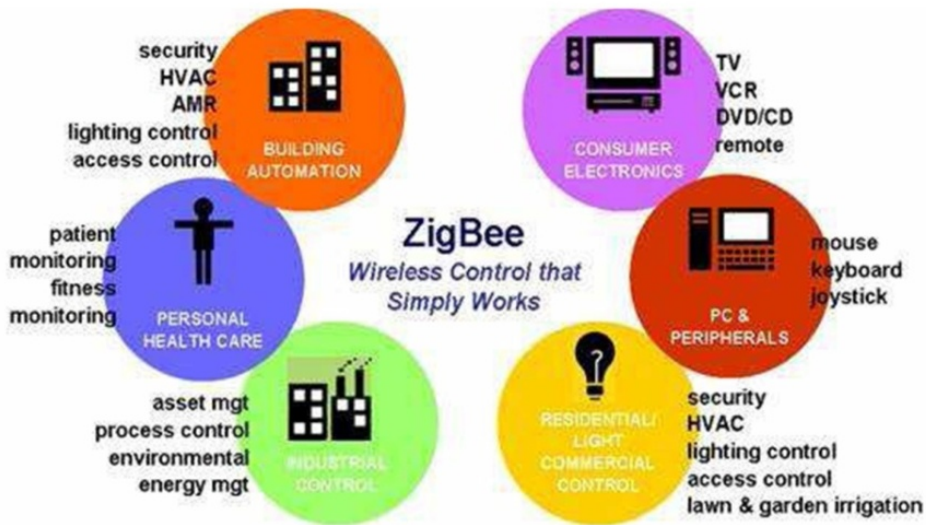 security
HVAC
AMR
lighting control
access control
BUILDING
AUTOMATION
CONSUMER
ELECTRONICS
TV
VCR
DVD/CD
remote
patient
monitoring
fitness
monitoring
PERSONAL
HEALTH CARE
ZigBee
Wireless Control that
Simply Works
PC &
PERIPHERALS
mouse
keyboard
joystick
asset mgt
process control
environmental
energy mgt
INDUSTRIAL
CONTROL
?
RESIDENTIAL/
LIGHT
COMMERCIAL
CONTROL
security
HVAC
lighting control
access control
lawn & garden irrigation